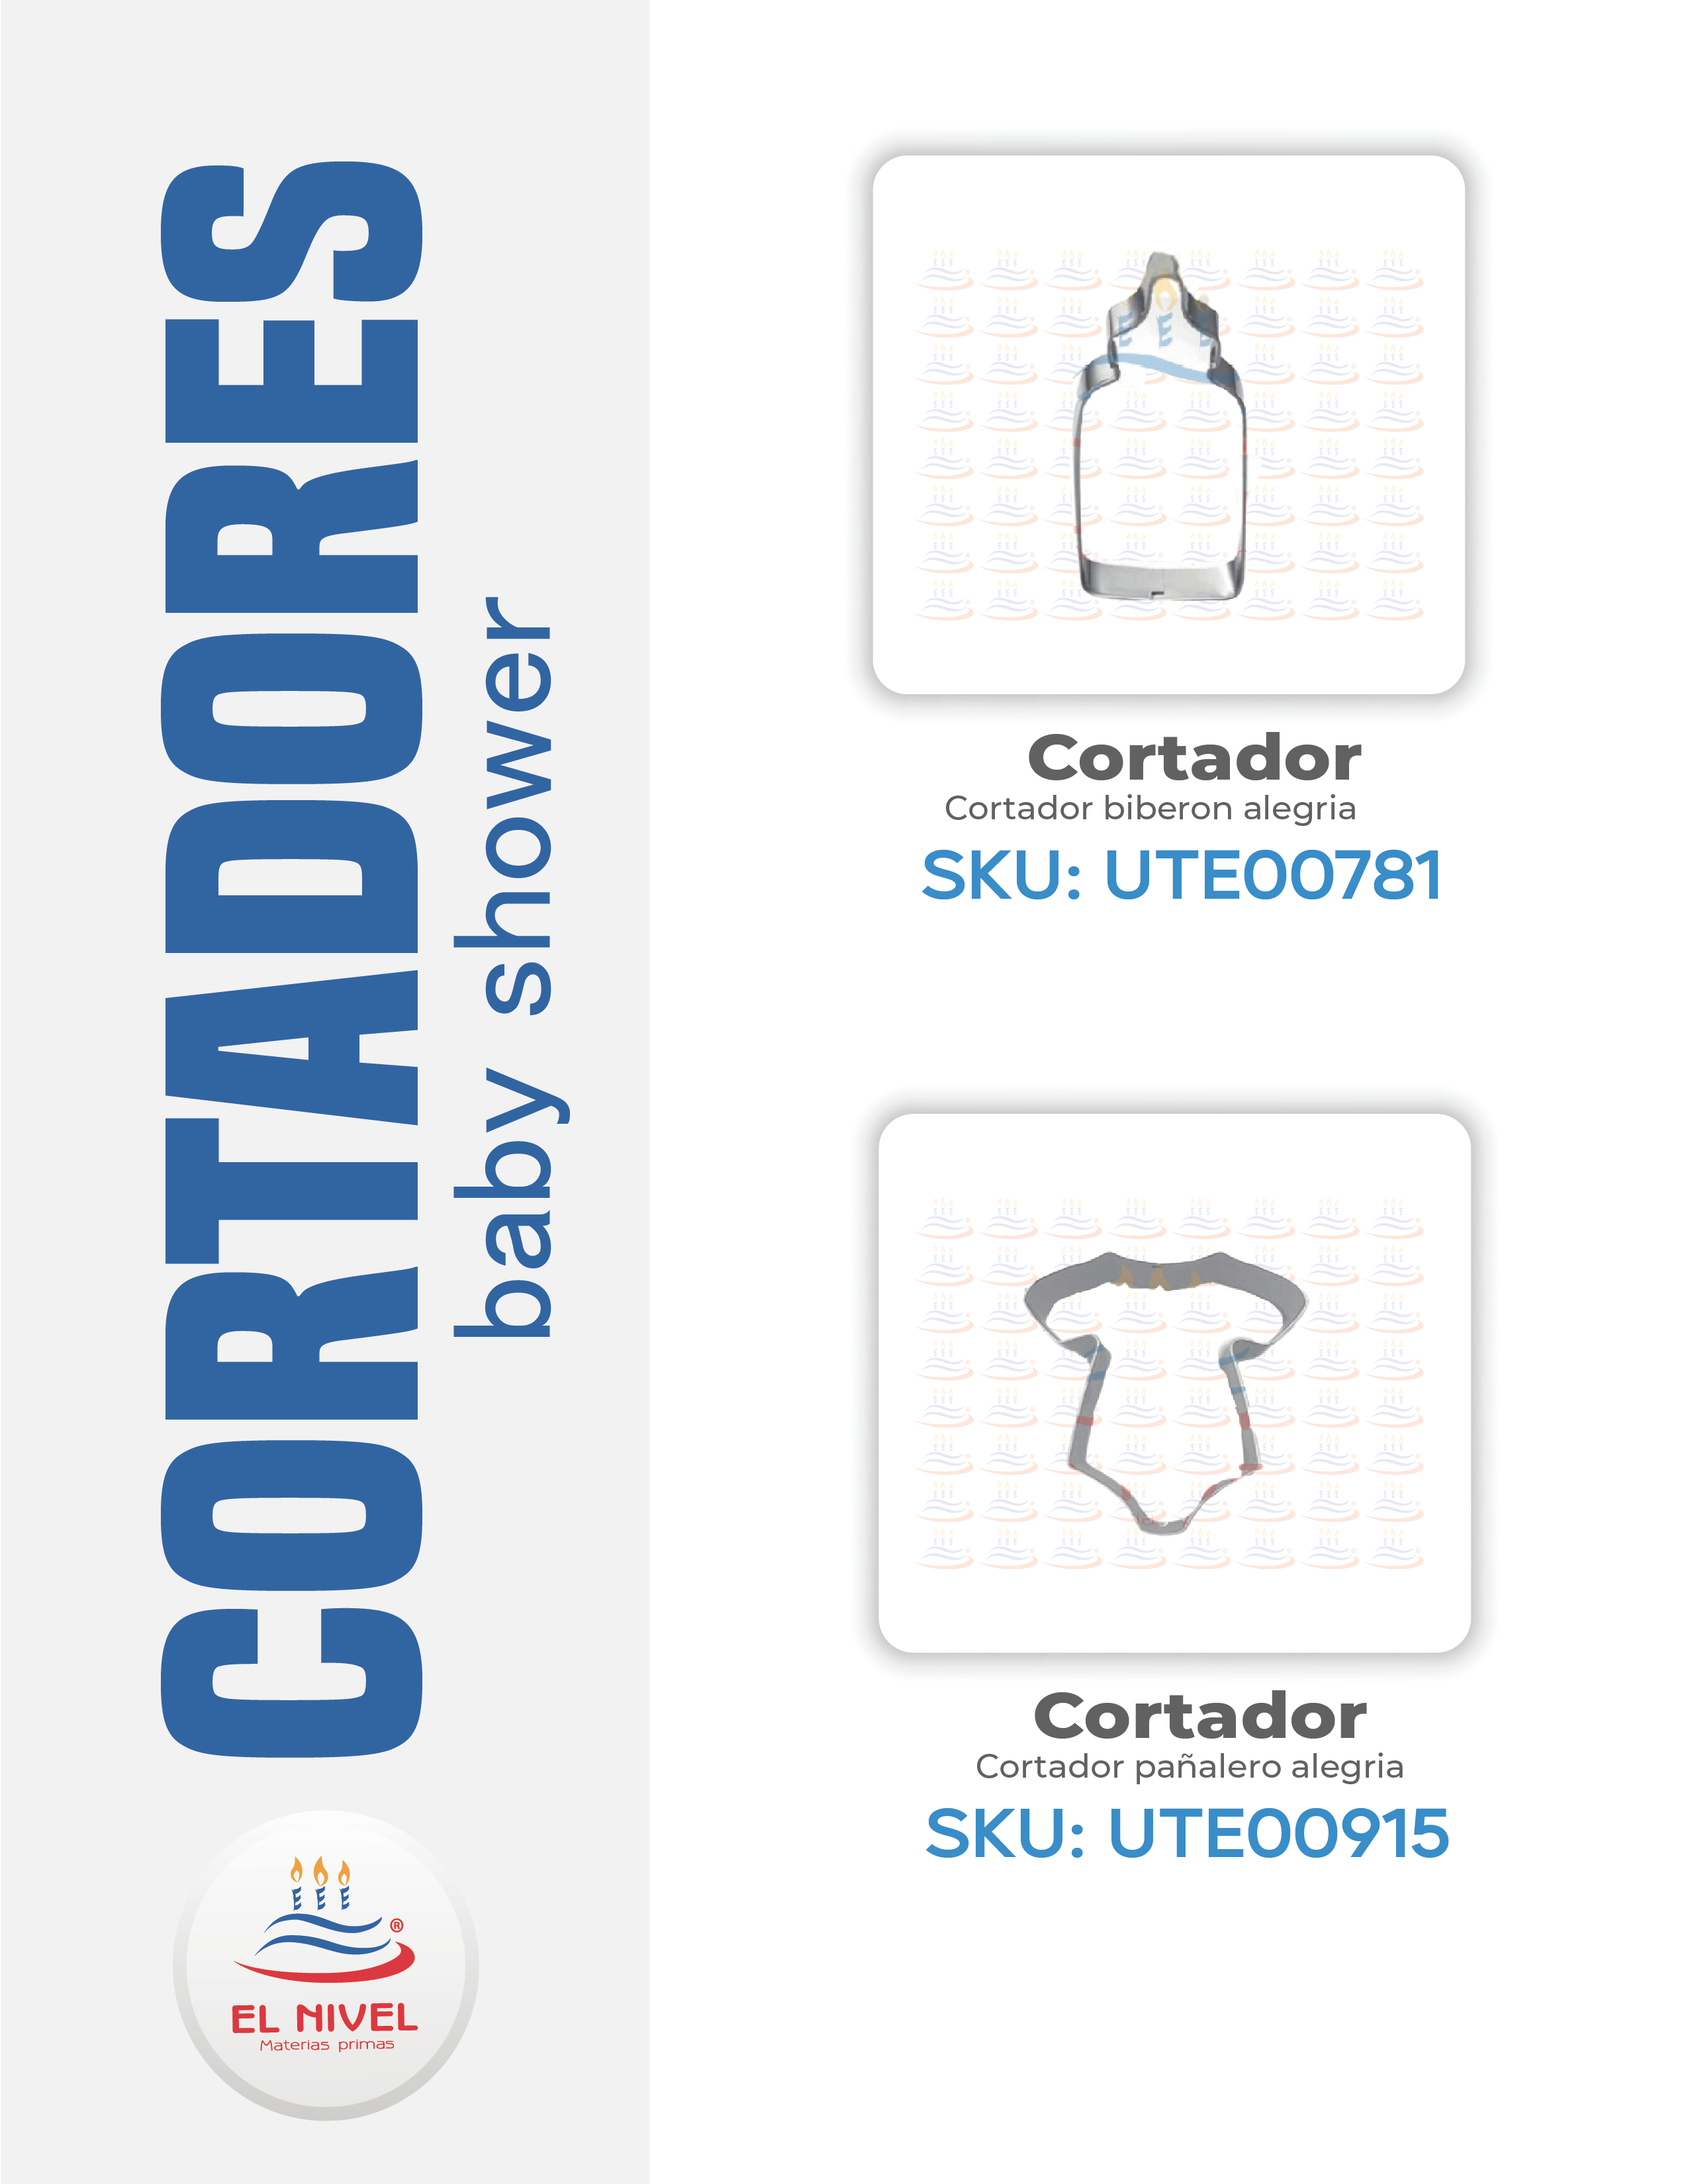 CORTADORES
baby shower
Cortador
Cortador biberon alegria
SKU: UTE00781
Cortador
Cortador pañalero alegria
SKU: UTE00915
®
EL NIVEL
Materias primas